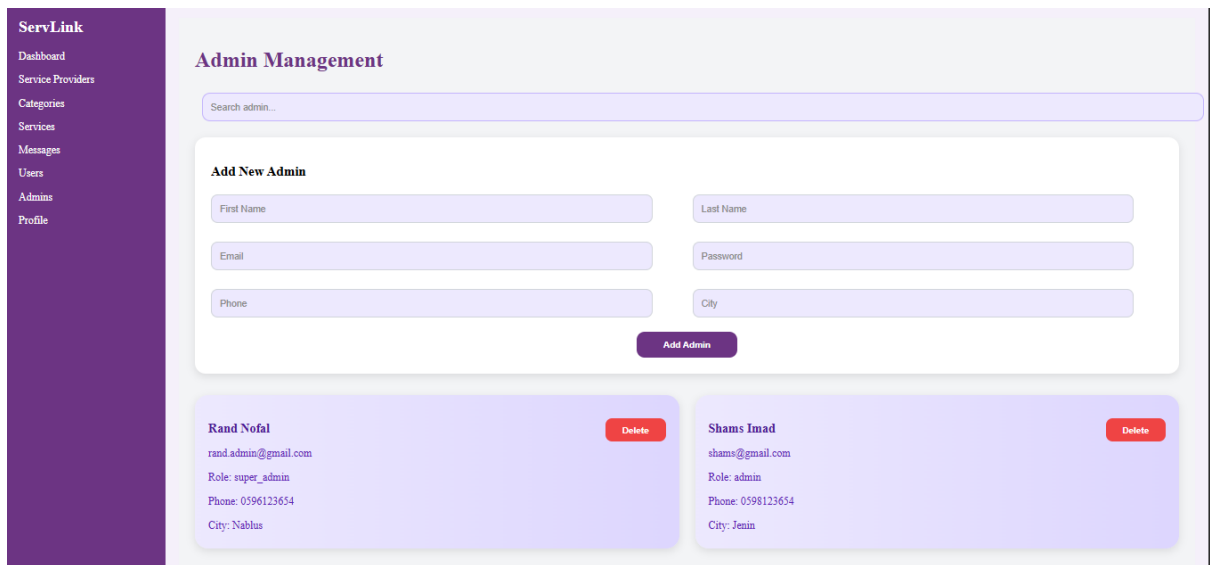 ServLink
Dashboard
Service Providers
Categories
Services
Messages
Users
Admins
Profile
Admin Management
Search admin...
Add New Admin
First Name
Last Name
Email
Password
Phone
City
Add Admin
Rand Nofal
Delete
rand.admin@gmail.com
Role: super_admin
Phone: 0596123654
City: Nablus
Shams Imad
Delete
shams@gmail.com
Role: admin
Phone: 0598123654
City: Jenin